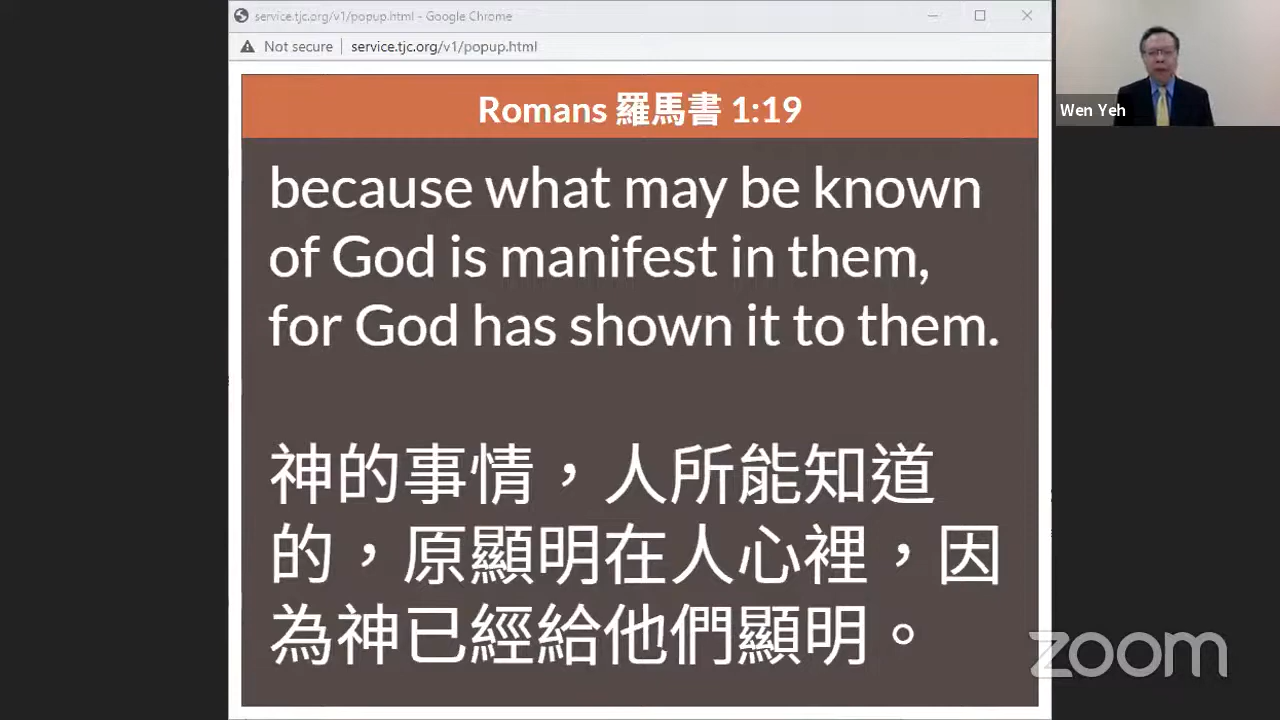 service.tjc.org/v1/popup.html - Google Chrome
Not secure | service.tjc.org/v1/popup.html
Romans 羅馬書 1:19
because what may be known
of God is manifest in them,
for God has shown it to them.
神的事情，人所能知道
的，原顯明在人心裡，因
為神已經給他們顯明。
Wen Yeh
zoom